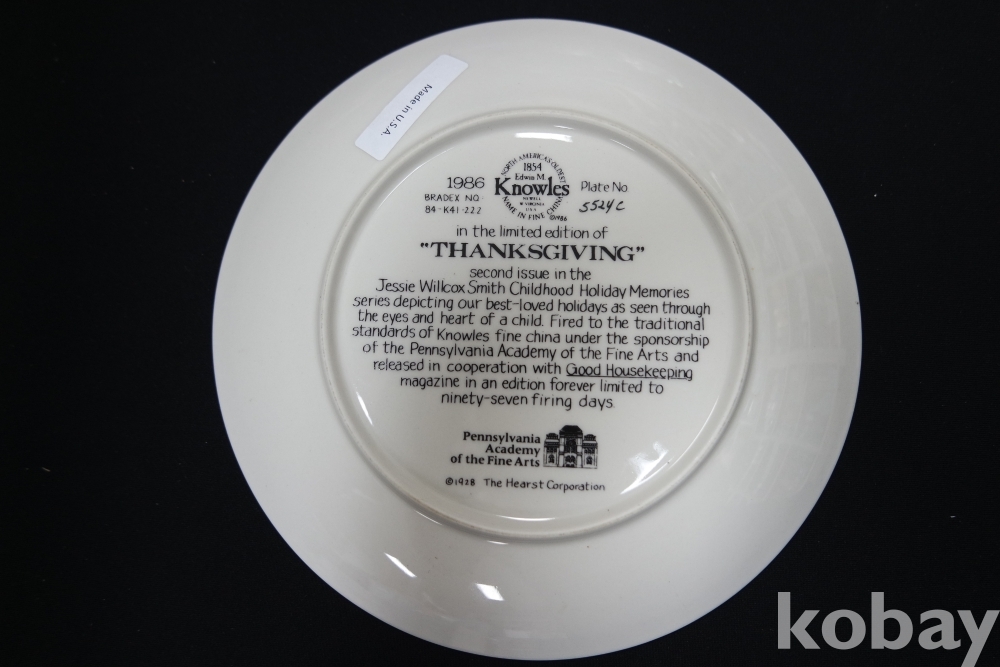 Made in U.S.A.
NORTH AMERICA'S OLDEST
1854
Edwin M.
1986 Knowles Plate No
BRADEX NO. 5524C
84-K41-222
NAME IN FINE CHINA
©1986
in the limited edition of
"THANKSGIVING"
second issue in the
Jessie Willcox Smith Childhood Holiday Memories
series depicting our best-loved holidays as seen through
the eyes and heart of a child. Fired to the traditional
standards of Knowles fine china under the sponsorship
of the Pennsylvania Academy of the Fine Arts and
released in cooperation with Good Housekeeping
magazine in an edition forever limited to
ninety-seven firing days.
Pennsylvania
Academy
of the Fine Arts
©1928 The Hearst Corporation
kobay